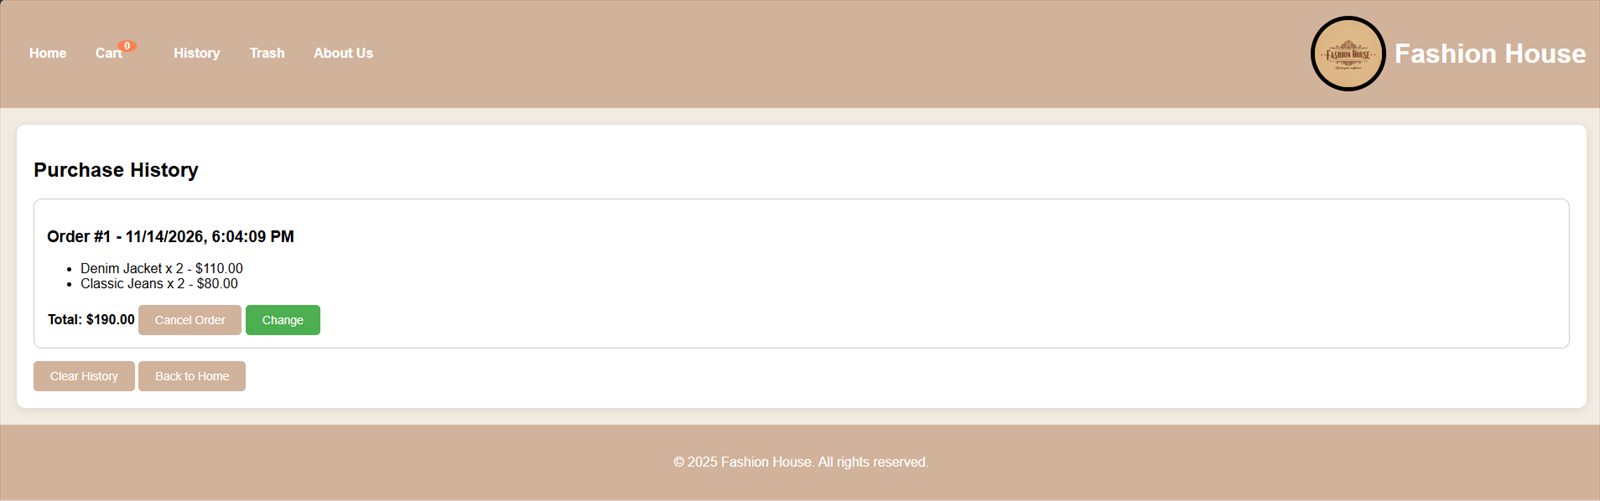 Home Cart 0 History Trash About Us
FASHION HOUSE
Fashion House
Purchase History
Order #1 - 11/14/2026, 6:04:09 PM
• Denim Jacket x 2 - $110.00
• Classic Jeans x 2 - $80.00
Total: $190.00 Cancel Order Change
Clear History Back to Home
© 2025 Fashion House. All rights reserved.